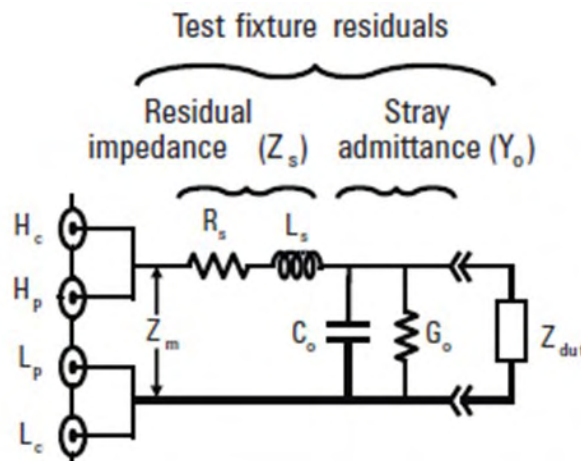 Test fixture residuals
Residual impedance (Zs)
Stray admittance (Yo)
Rs
Ls
Hc
Hp
Zm
Lp
Lc
Co
Go
Zdut